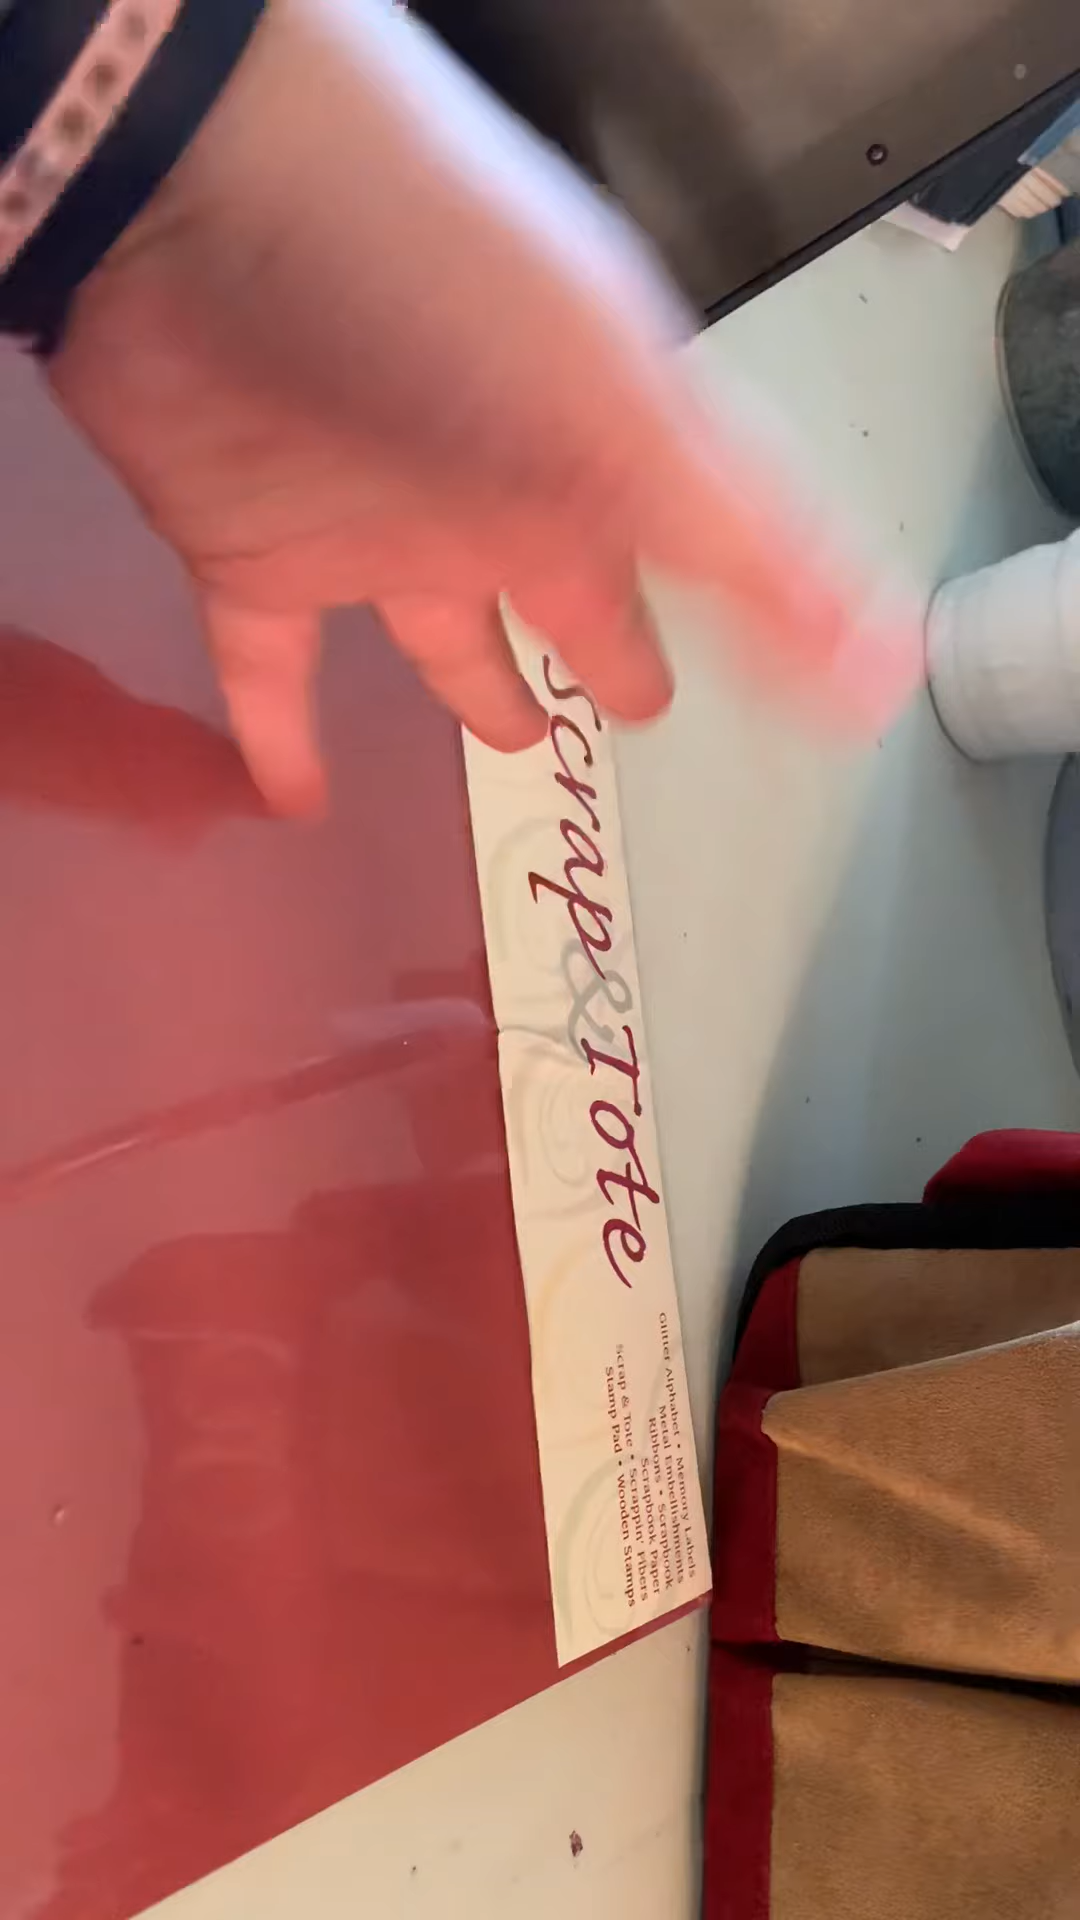 Scrap & Tote
Glitter Alphabet • Memory Labels
Metal Embellishments
Ribbons • Scrapbook
Scrapbook Paper
Scrap & Tote • Scrappin' Fibers
Stamp Pad • Wooden Stamps